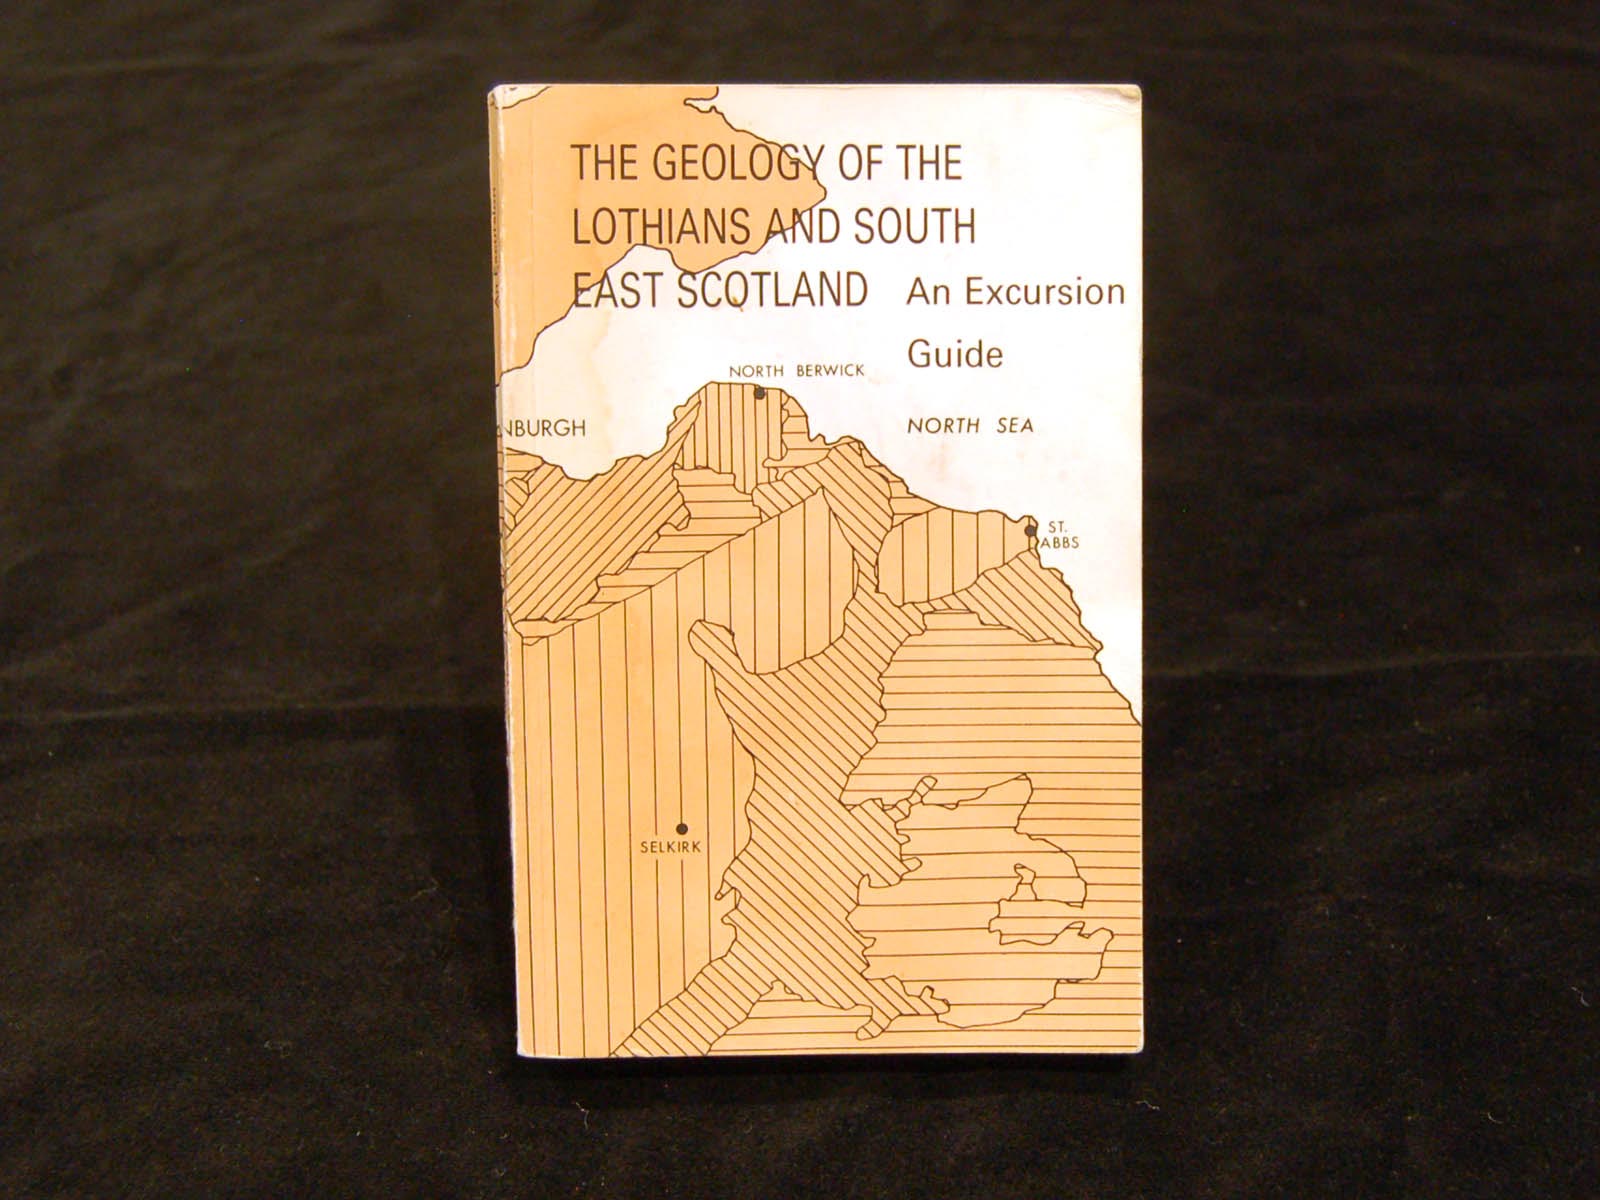 THE GEOLOGY OF THE
LOTHIANS AND SOUTH
EAST SCOTLAND An Excursion
Guide
NORTH BERWICK
NBURGH
NORTH SEA
ST.
ABBS
SELKIRK